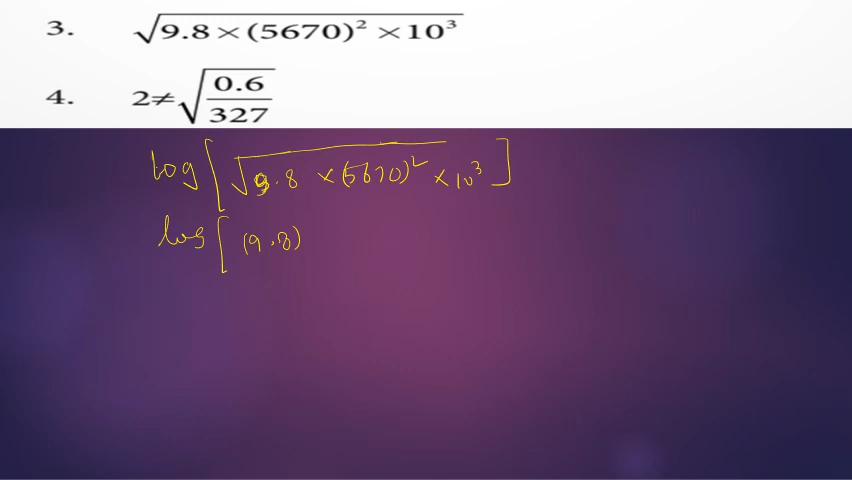 3. √9.8×(5670)²×10³
4. 2≠√0.6/327
log[√9.8 ×(5670)² ×10³]
log[(9.8)